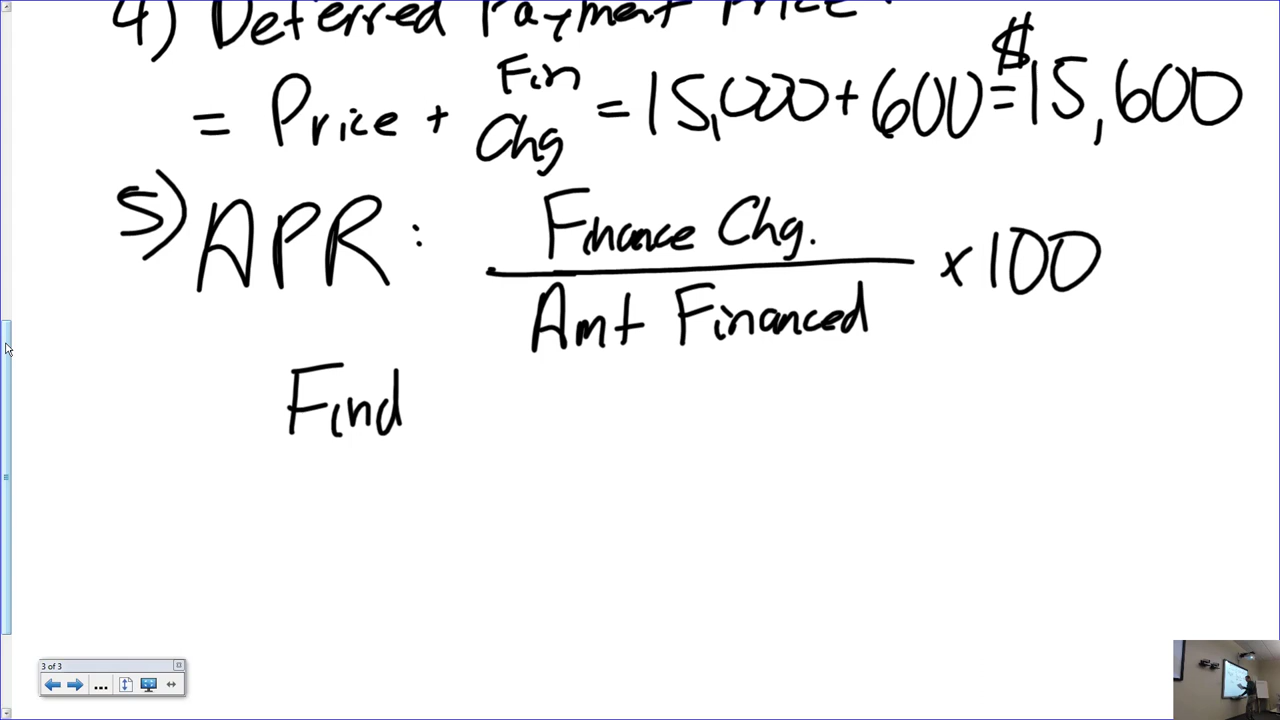 4) Deferred Payment Price
= Price + Fin Chg = 15,000 + 600 = $15,600
5) APR: Finance Chg. / Amt Financed × 100
Find
3 of 3
...